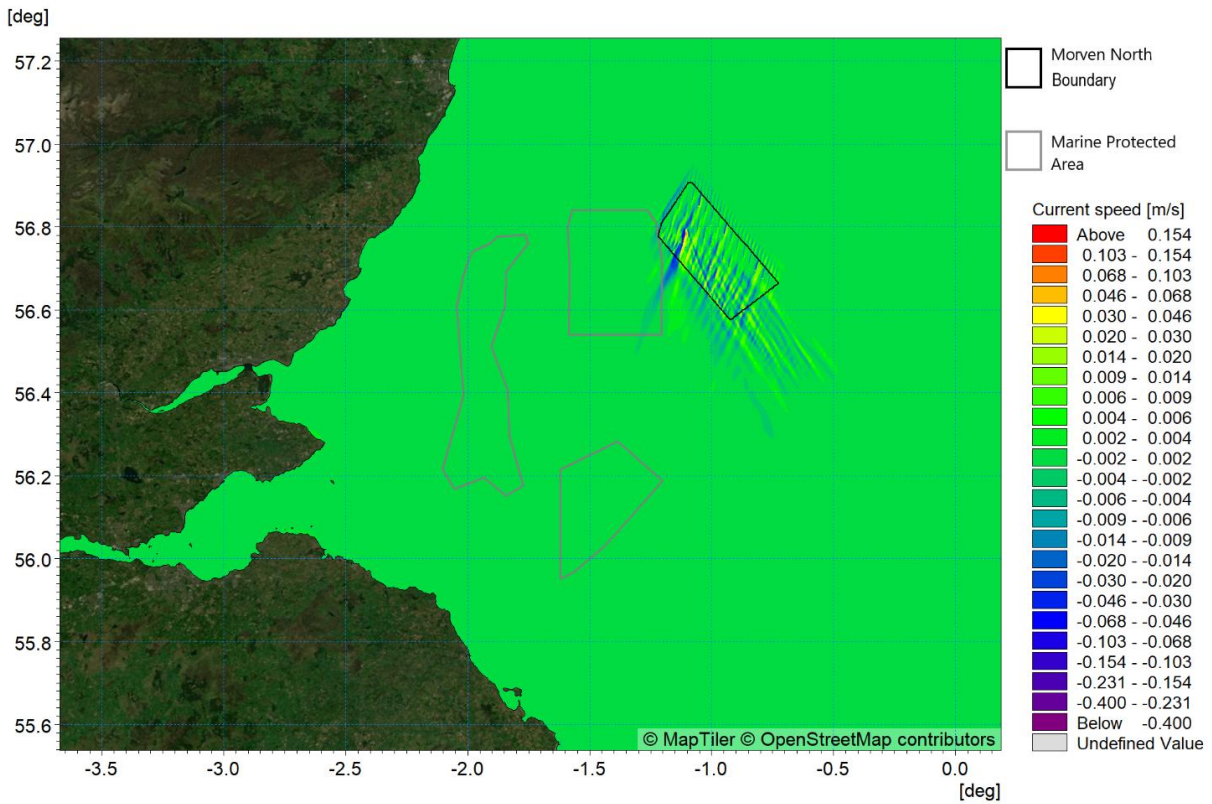 [deg]
57.2
57.0
56.8
56.6
56.4
56.2
56.0
55.8
55.6
-3.5
-3.0
-2.5
-2.0
-1.5
-1.0
-0.5
0.0
[deg]
© MapTiler © OpenStreetMap contributors
Morven North
Boundary
Marine Protected
Area
Current speed [m/s]
Above 0.154
0.103 - 0.154
0.068 - 0.103
0.046 - 0.068
0.030 - 0.046
0.020 - 0.030
0.014 - 0.020
0.009 - 0.014
0.006 - 0.009
0.004 - 0.006
0.002 - 0.004
-0.002 - 0.002
-0.004 - -0.002
-0.006 - -0.004
-0.009 - -0.006
-0.014 - -0.009
-0.020 - -0.014
-0.030 - -0.020
-0.046 - -0.030
-0.068 - -0.046
-0.103 - -0.068
-0.154 - -0.103
-0.231 - -0.154
-0.400 - -0.231
Below -0.400
Undefined Value